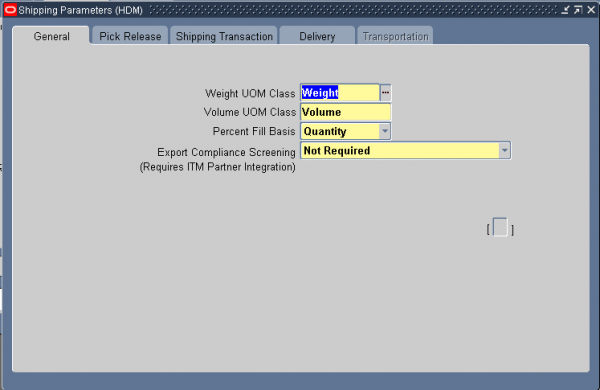 Shipping Parameters (HDM)
General Pick Release Shipping Transaction Delivery Transportation
Weight UOM Class Weight ...
Volume UOM Class Volume
Percent Fill Basis Quantity
Export Compliance Screening Not Required
(Requires ITM Partner Integration)
[ ]